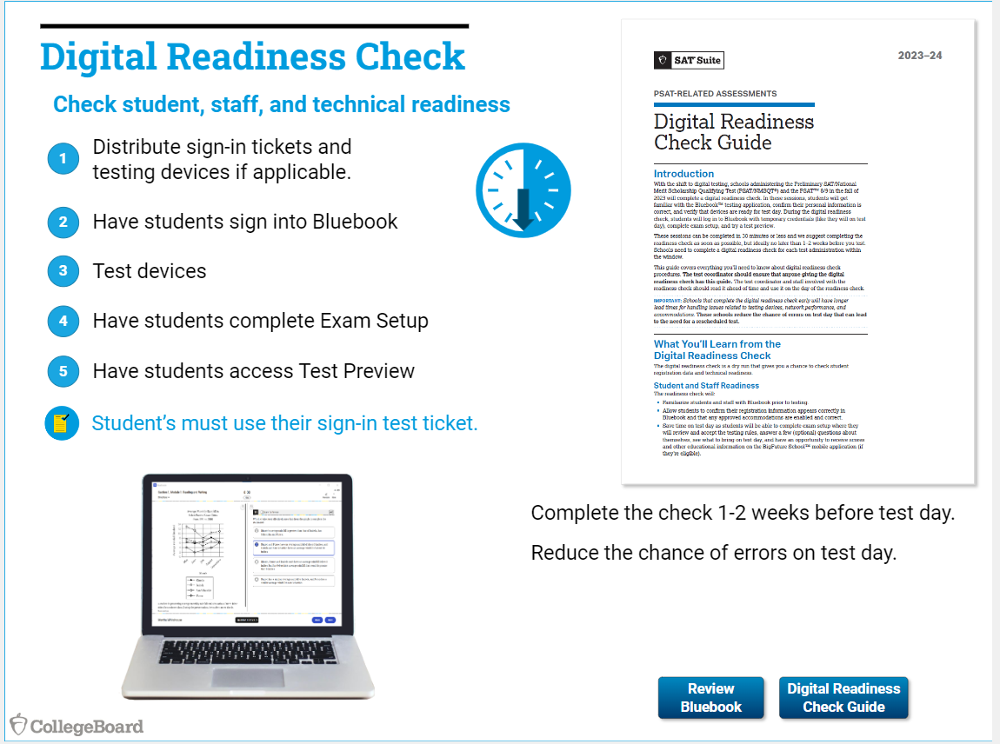 Digital Readiness Check
Check student, staff, and technical readiness
1
Distribute sign-in tickets and
testing devices if applicable.
2
Have students sign into Bluebook
3
Test devices
4
Have students complete Exam Setup
5
Have students access Test Preview
Student’s must use their sign-in test ticket.
SAT Suite
2023–24
PSAT-RELATED ASSESSMENTS
Digital Readiness
Check Guide
Introduction
With the shift to digital testing, schools administering the Preliminary SAT/National
Merit Scholarship Qualifying Test (PSAT/NMSQT®) and the PSAT™ 8/9 in the fall of
2023 will complete a digital readiness check. In these sessions, students will get
familiar with the Bluebook™ testing application, confirm their personal information is
correct, and verify that devices are ready for test day. During the digital readiness
check, students will log in to Bluebook with temporary credentials (like they will on test
day), complete exam setup, and try a test preview.
These sessions can be completed in 30 minutes or less and we suggest completing the
readiness check as soon as possible, but ideally no later than 1–2 weeks before you test.
Schools need to complete a digital readiness check for each test administration within
the window.
This guide covers everything you'll need to know about digital readiness check
procedures. The test coordinator should ensure that anyone giving the digital
readiness check has this guide. The test coordinator and staff involved with the
readiness check should read it ahead of time and use it on the day of the readiness check.
IMPORTANT: Schools that complete the digital readiness check early will have longer
lead times for handling issues related to testing devices, network performance, and
accommodations. These schools reduce the chance of errors on test day that can lead
to the need for a rescheduled test.
What You'll Learn from the
Digital Readiness Check
The digital readiness check is a dry run that gives you a chance to check student
registration data and technical readiness.
Student and Staff Readiness
The readiness check will:
• Familiarize students and staff with Bluebook prior to testing.
• Allow students to confirm their registration information appears correctly in
Bluebook and that any approved accommodations are enabled and correct.
• Save time on test day as students will be able to complete exam setup where they
will review and accept the testing rules, answer a few (optional) questions about
themselves, see what to bring on test day, and have an opportunity to receive scores
and other educational information on the BigFuture School™ mobile application (if
they're eligible).
Complete the check 1-2 weeks before test day.
Reduce the chance of errors on test day.
Review
Bluebook
Digital Readiness
Check Guide
CollegeBoard